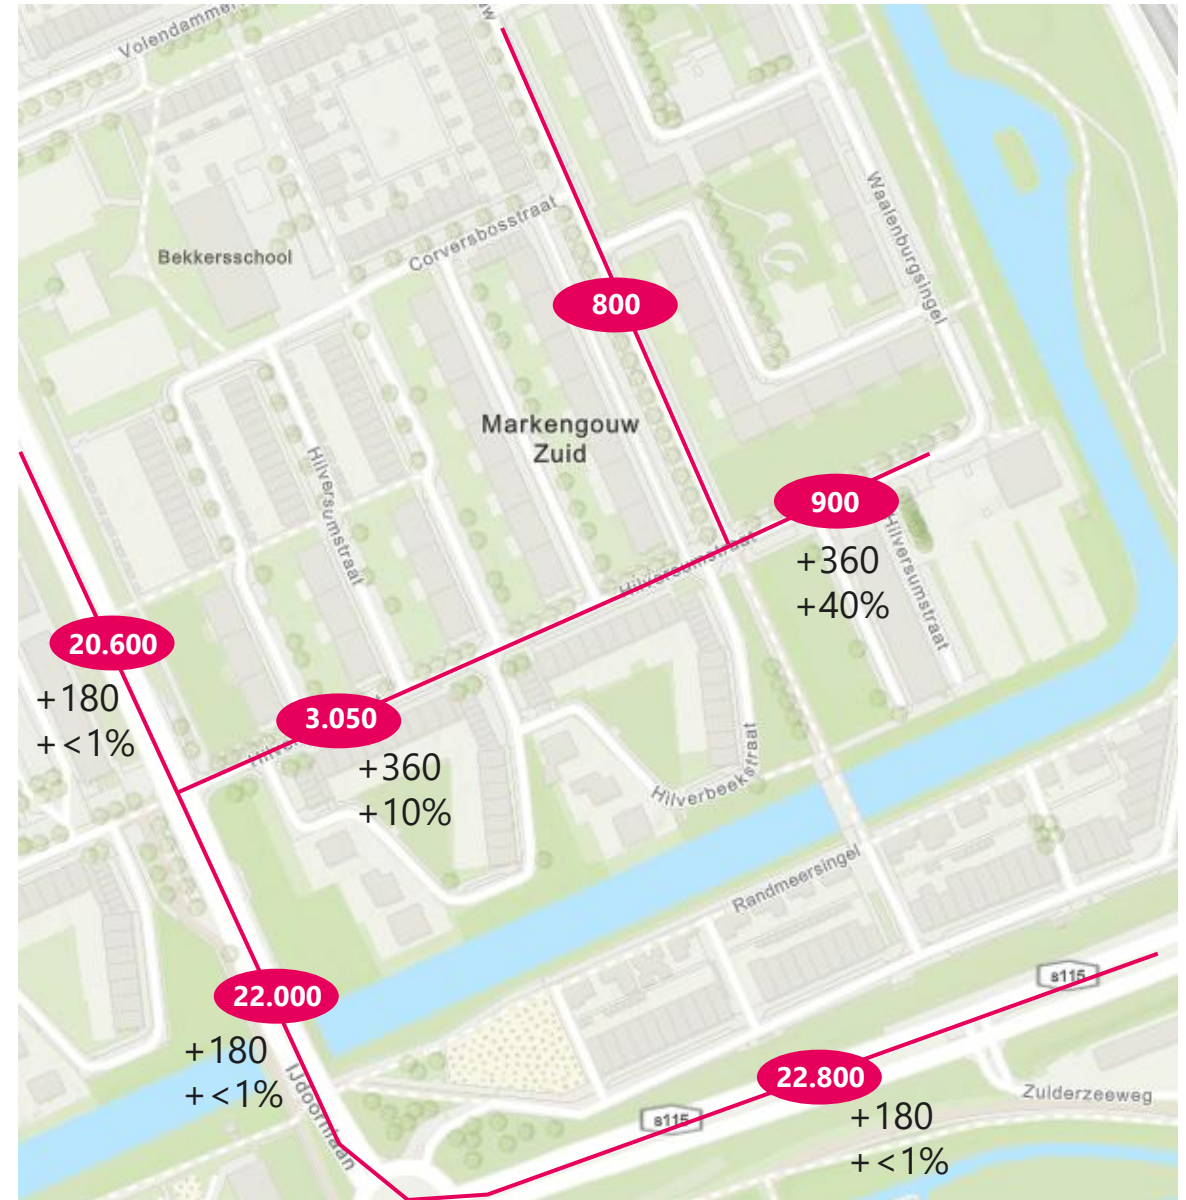 Volendammer
uw
Corversbosstraat
Bekkersschool
Waalenburgsingel
800
Markengouw
Zuid
Hilversumstraat
900
Hilversumstraat
+360
+40%
Hilversumstraat
20.600
+180
+<1%
3.050
+360
+10%
Hilverbeekstraat
Randmeersingel
22.000
+180
+<1%
IJdoornlaan
s115
22.800
+180
+<1%
s115
Zuiderzeeweg